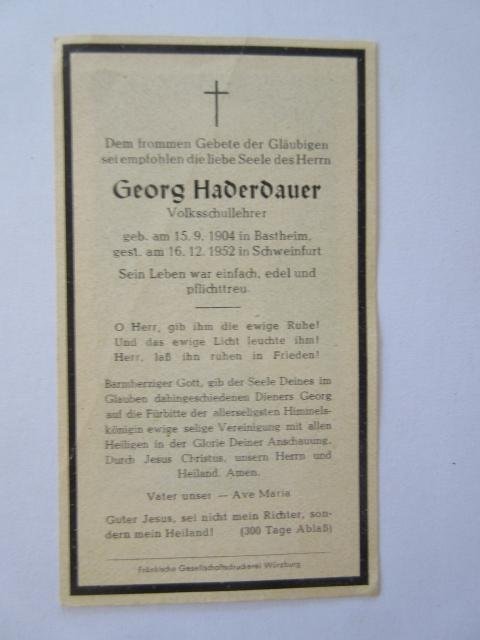 Dem frommen Gebete der Gläubigen
sei empfohlen die liebe Seele des Herrn
Georg Haderdauer
Volksschullehrer
geb. am 15. 9. 1904 in Bastheim,
gest. am 16. 12. 1952 in Schweinfurt
Sein Leben war einfach, edel und
pflichttreu.
O Herr, gib ihm die ewige Ruhe!
Und das ewige Licht leuchte ihm!
Herr, laß ihn ruhen in Frieden!
Barmherziger Gott, gib der Seele Deines im
Glauben dahingeschiedenen Dieners Georg
auf die Fürbitte der allerseligsten Himmels-
königin ewige selige Vereinigung mit allen
Heiligen in der Glorie Deiner Anschauung.
Durch Jesus Christus, unsern Herrn und
Heiland. Amen.
Vater unser — Ave Maria
Guter Jesus, sei nicht mein Richter, son-
dern mein Heiland! (300 Tage Ablaß)
Fränkische Gesellschaftsdruckerei Würzburg